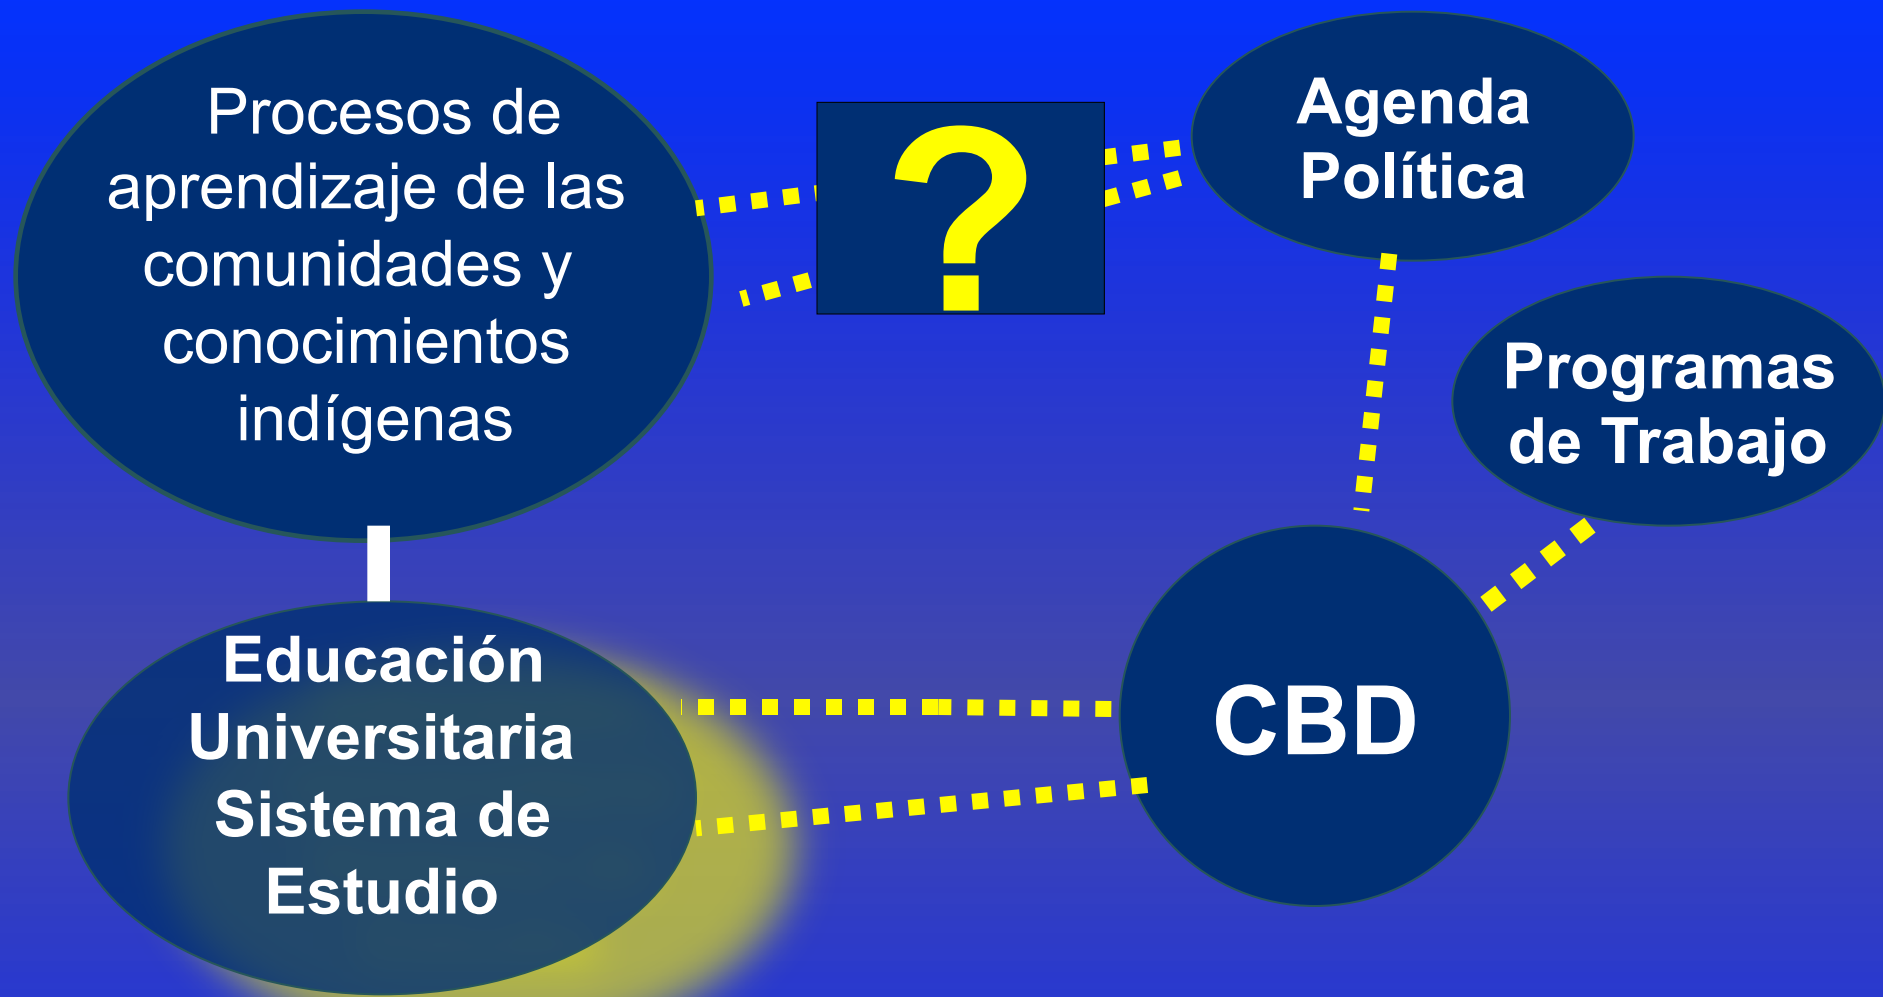 Procesos de
aprendizaje de las
comunidades y
conocimientos
indígenas
?
Agenda
Política
Programas
de Trabajo
Educación
Universitaria
Sistema de
Estudio
CBD